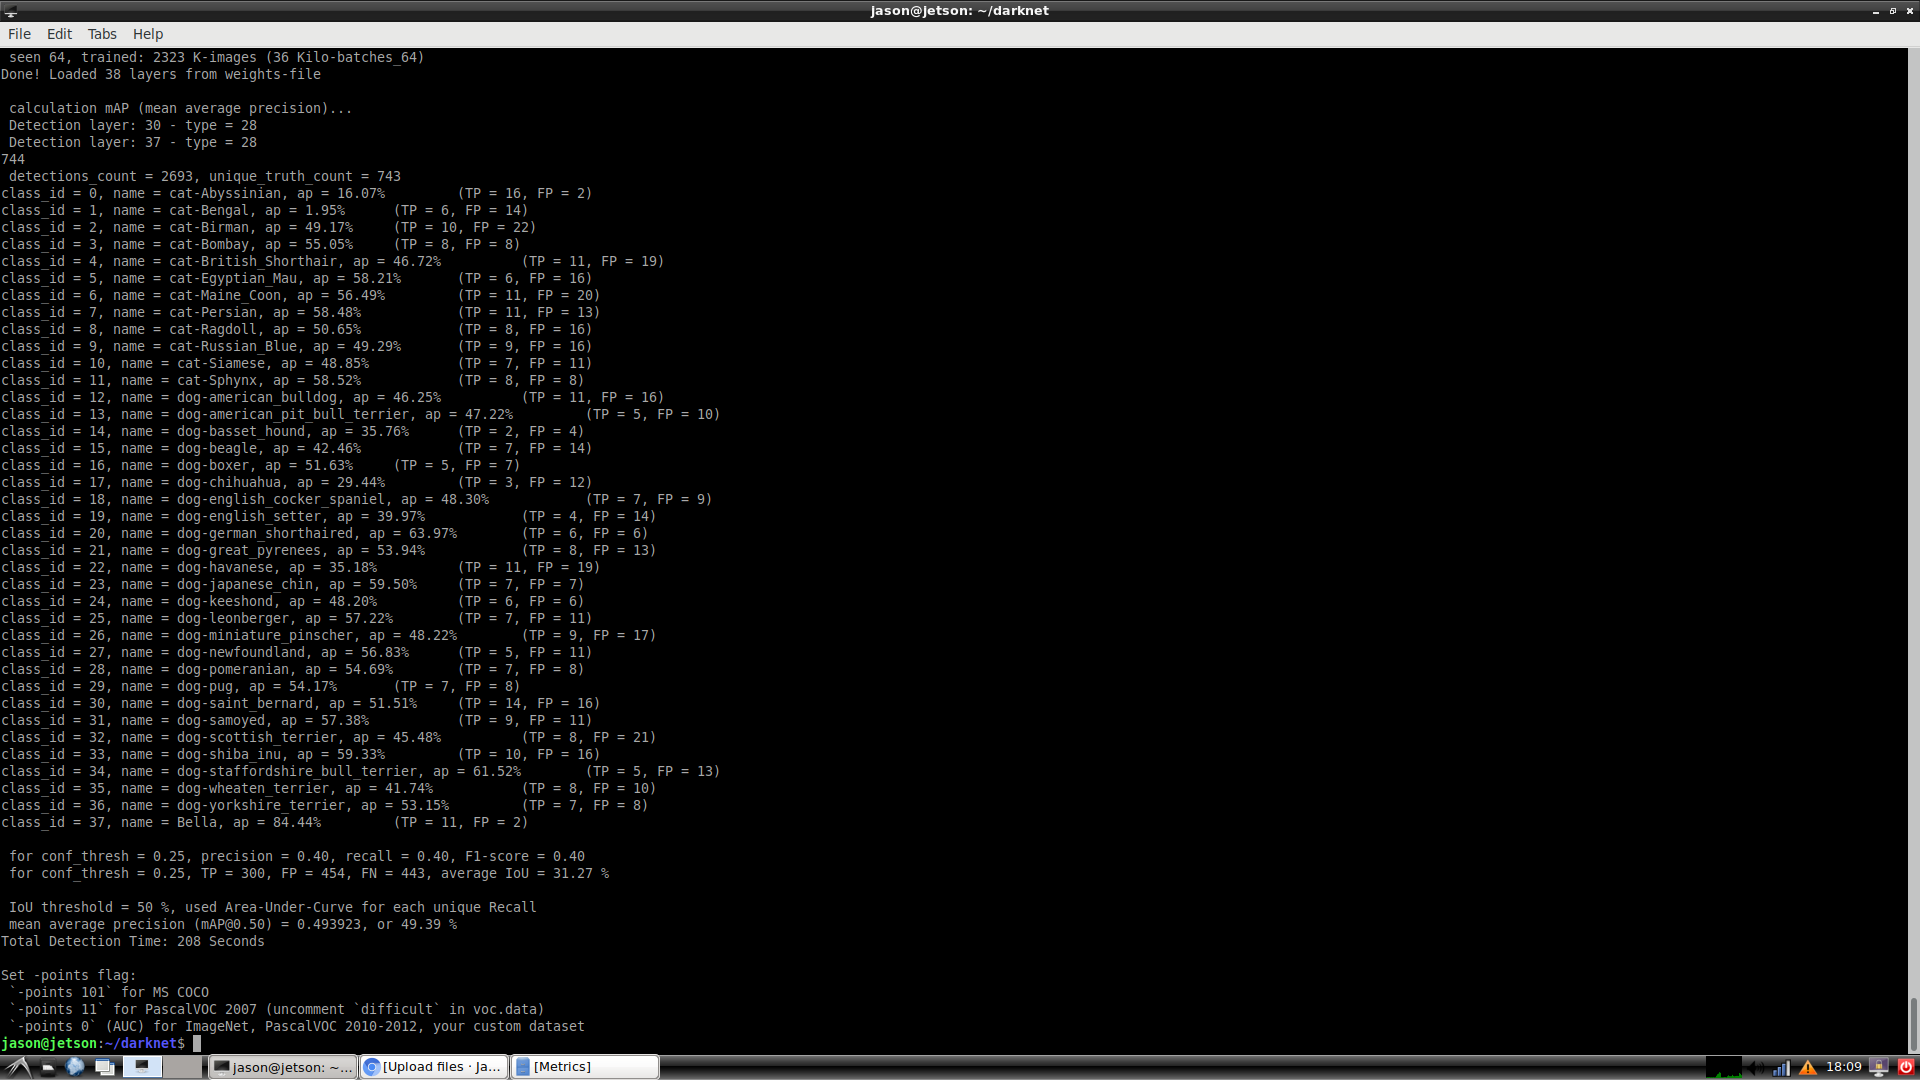 jason@jetson: ~/darknet
File Edit Tabs Help
seen 64, trained: 2323 K-images (36 Kilo-batches_64)
Done! Loaded 38 layers from weights-file
calculation mAP (mean average precision)...
Detection layer: 30 - type = 28
Detection layer: 37 - type = 28
744
detections_count = 2693, unique_truth_count = 743
class_id = 0, name = cat-Abyssinian, ap = 16.07% (TP = 16, FP = 2)
class_id = 1, name = cat-Bengal, ap = 1.95% (TP = 6, FP = 14)
class_id = 2, name = cat-Birman, ap = 49.17% (TP = 10, FP = 22)
class_id = 3, name = cat-Bombay, ap = 55.05% (TP = 8, FP = 8)
class_id = 4, name = cat-British_Shorthair, ap = 46.72% (TP = 11, FP = 19)
class_id = 5, name = cat-Egyptian_Mau, ap = 58.21% (TP = 6, FP = 16)
class_id = 6, name = cat-Maine_Coon, ap = 56.49% (TP = 11, FP = 20)
class_id = 7, name = cat-Persian, ap = 58.48% (TP = 11, FP = 13)
class_id = 8, name = cat-Ragdoll, ap = 50.65% (TP = 8, FP = 16)
class_id = 9, name = cat-Russian_Blue, ap = 49.29% (TP = 9, FP = 16)
class_id = 10, name = cat-Siamese, ap = 48.85% (TP = 7, FP = 11)
class_id = 11, name = cat-Sphynx, ap = 58.52% (TP = 8, FP = 8)
class_id = 12, name = dog-american_bulldog, ap = 46.25% (TP = 11, FP = 16)
class_id = 13, name = dog-american_pit_bull_terrier, ap = 47.22% (TP = 5, FP = 10)
class_id = 14, name = dog-basset_hound, ap = 35.76% (TP = 2, FP = 4)
class_id = 15, name = dog-beagle, ap = 42.46% (TP = 7, FP = 14)
class_id = 16, name = dog-boxer, ap = 51.63% (TP = 5, FP = 7)
class_id = 17, name = dog-chihuahua, ap = 29.44% (TP = 3, FP = 12)
class_id = 18, name = dog-english_cocker_spaniel, ap = 48.30% (TP = 7, FP = 9)
class_id = 19, name = dog-english_setter, ap = 39.97% (TP = 4, FP = 14)
class_id = 20, name = dog-german_shorthaired, ap = 63.97% (TP = 6, FP = 6)
class_id = 21, name = dog-great_pyrenees, ap = 53.94% (TP = 8, FP = 13)
class_id = 22, name = dog-havanese, ap = 35.18% (TP = 11, FP = 19)
class_id = 23, name = dog-japanese_chin, ap = 59.50% (TP = 7, FP = 7)
class_id = 24, name = dog-keeshond, ap = 48.20% (TP = 6, FP = 6)
class_id = 25, name = dog-leonberger, ap = 57.22% (TP = 7, FP = 11)
class_id = 26, name = dog-miniature_pinscher, ap = 48.22% (TP = 9, FP = 17)
class_id = 27, name = dog-newfoundland, ap = 56.83% (TP = 5, FP = 11)
class_id = 28, name = dog-pomeranian, ap = 54.69% (TP = 7, FP = 8)
class_id = 29, name = dog-pug, ap = 54.17% (TP = 7, FP = 8)
class_id = 30, name = dog-saint_bernard, ap = 51.51% (TP = 14, FP = 16)
class_id = 31, name = dog-samoyed, ap = 57.38% (TP = 9, FP = 11)
class_id = 32, name = dog-scottish_terrier, ap = 45.48% (TP = 8, FP = 21)
class_id = 33, name = dog-shiba_inu, ap = 59.33% (TP = 10, FP = 16)
class_id = 34, name = dog-staffordshire_bull_terrier, ap = 61.52% (TP = 5, FP = 13)
class_id = 35, name = dog-wheaten_terrier, ap = 41.74% (TP = 8, FP = 10)
class_id = 36, name = dog-yorkshire_terrier, ap = 53.15% (TP = 7, FP = 8)
class_id = 37, name = Bella, ap = 84.44% (TP = 11, FP = 2)
for conf_thresh = 0.25, precision = 0.40, recall = 0.40, F1-score = 0.40
for conf_thresh = 0.25, TP = 300, FP = 454, FN = 443, average IoU = 31.27 %
IoU threshold = 50 %, used Area-Under-Curve for each unique Recall
mean average precision (mAP@0.50) = 0.493923, or 49.39 %
Total Detection Time: 208 Seconds
Set -points flag:
`-points 101` for MS COCO
`-points 11` for PascalVOC 2007 (uncomment `difficult` in voc.data)
`-points 0` (AUC) for ImageNet, PascalVOC 2010-2012, your custom dataset
jason@jetson:~/darknet$
jason@jetson: ~... [Upload files · Ja... [Metrics] 18:09